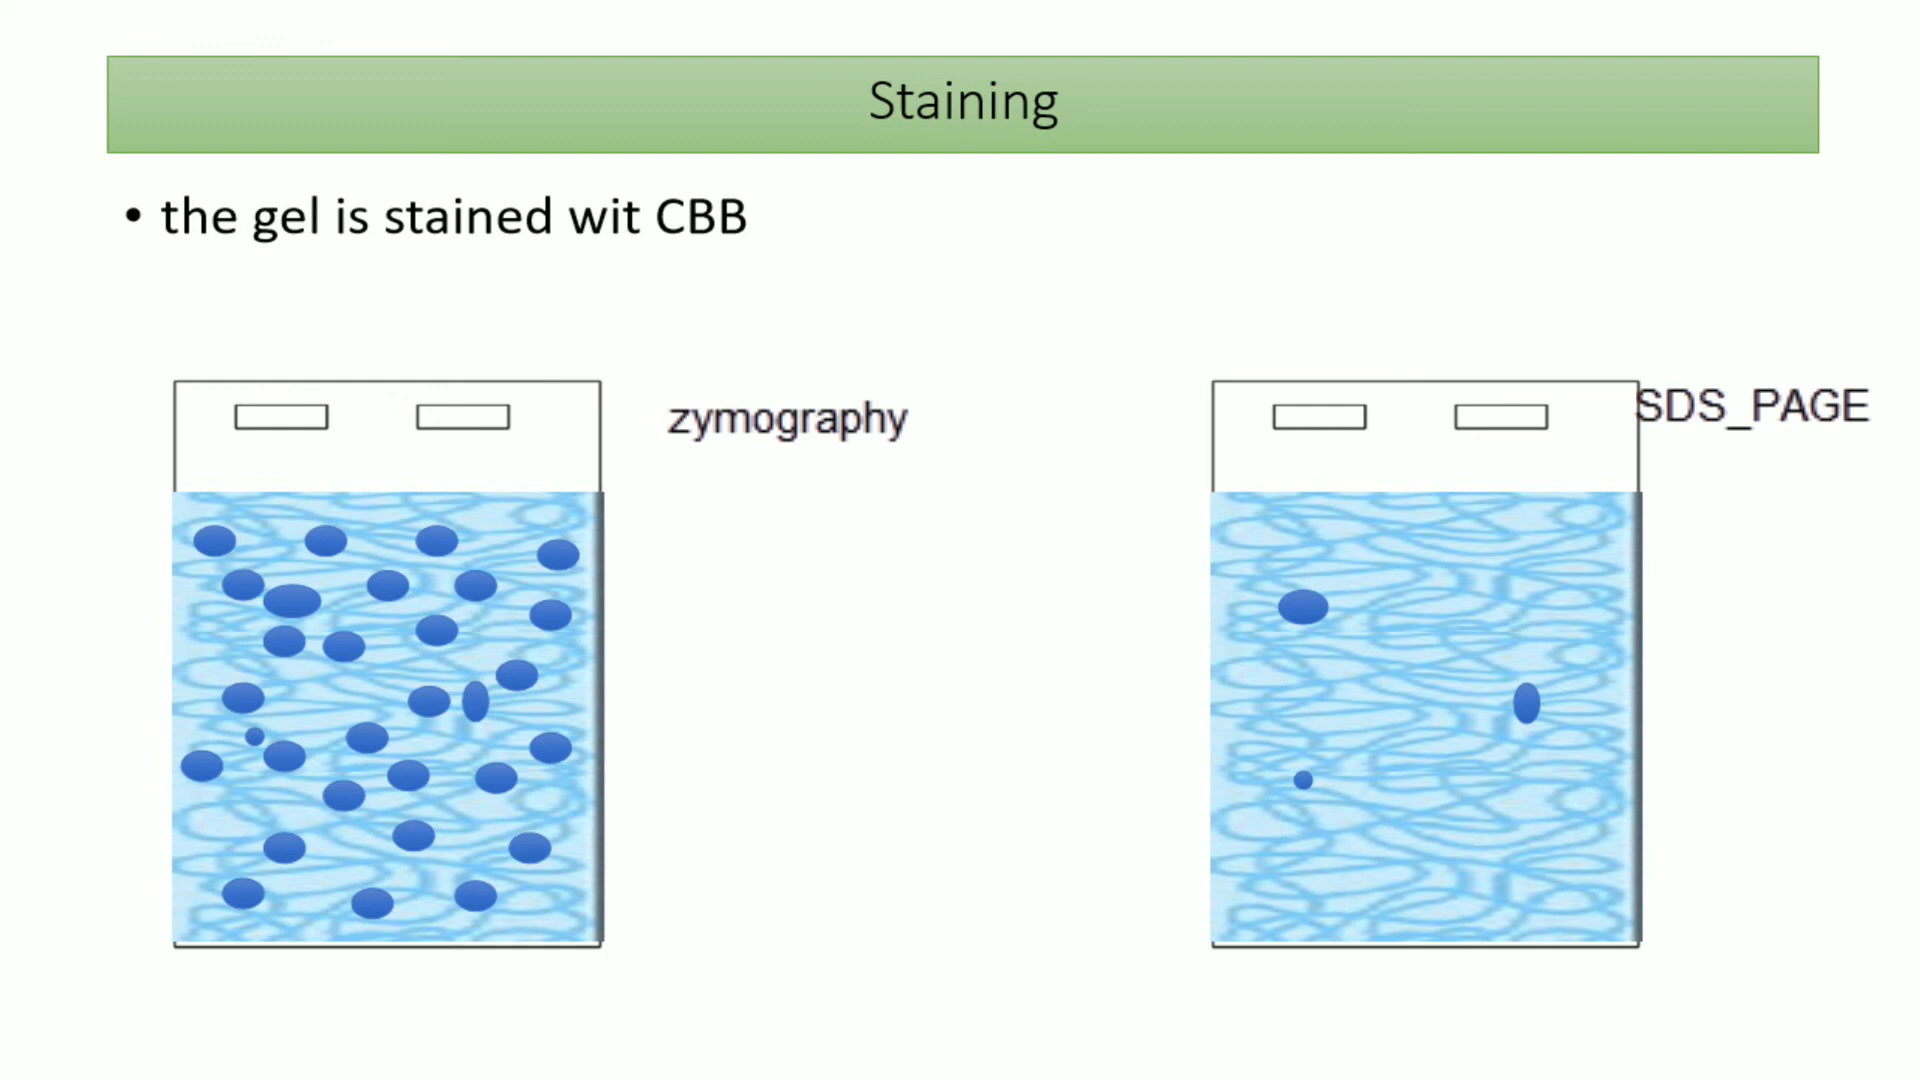 Staining
• the gel is stained wit CBB
zymography
SDS_PAGE